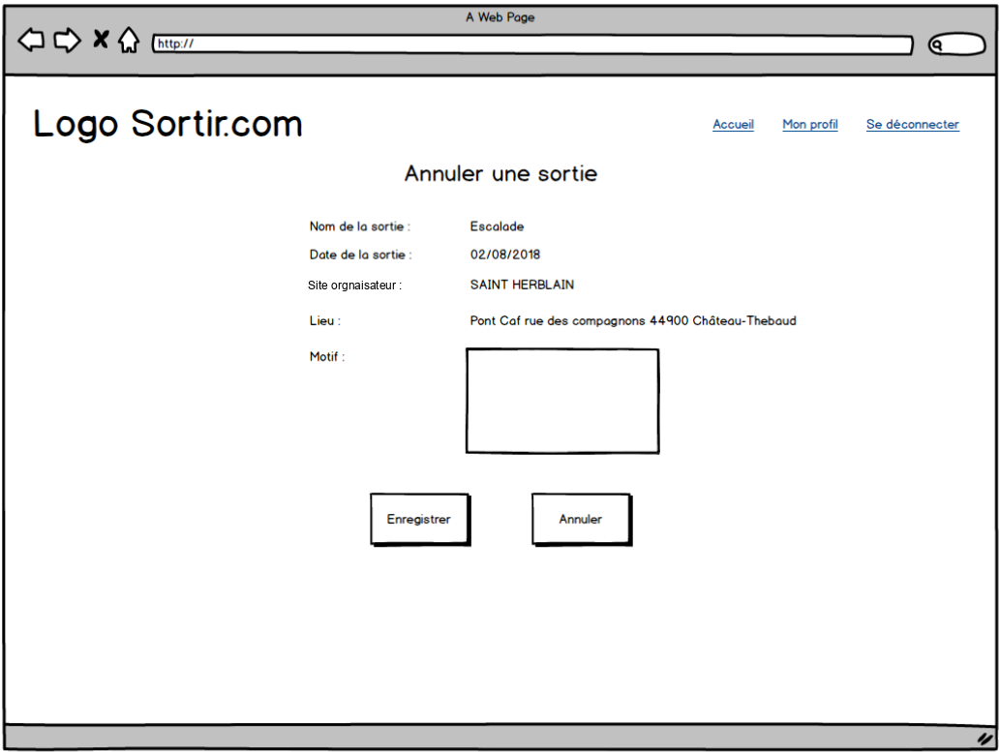 A Web Page
http://
Logo Sortir.com
Accueil Mon profil Se déconnecter
Annuler une sortie
Nom de la sortie : Escalade
Date de la sortie : 02/08/2018
Site orgnaisateur : SAINT HERBLAIN
Lieu : Pont Caf rue des compagnons 44900 Château-Thebaud
Motif :
Enregistrer Annuler